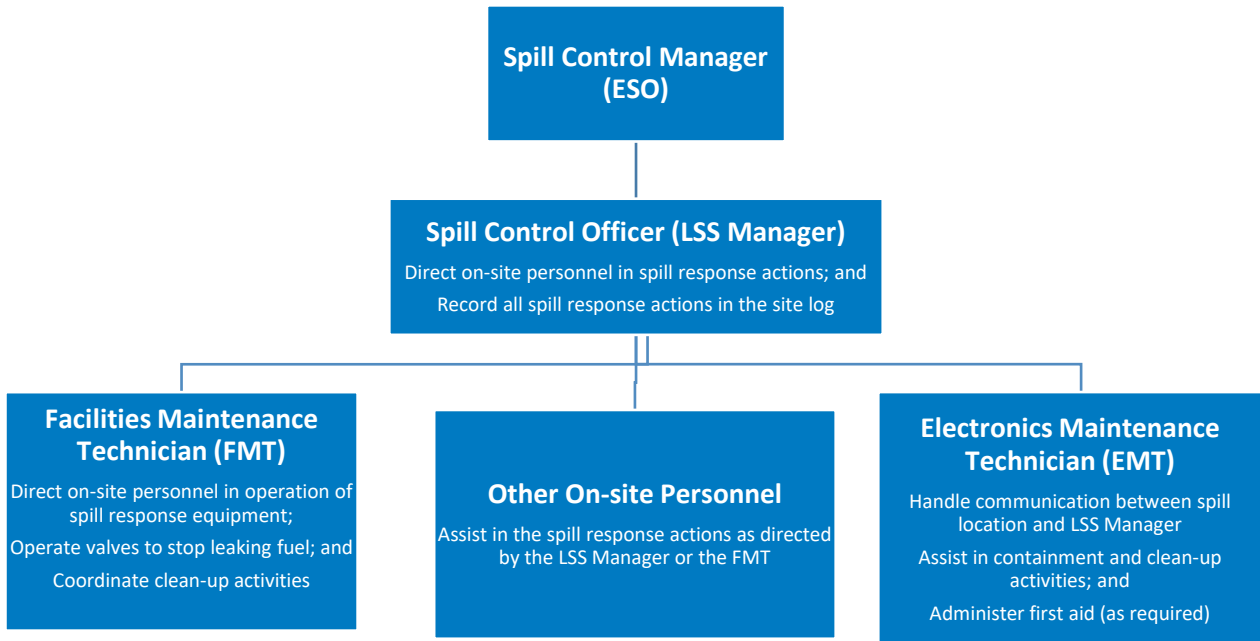 Spill Control Manager
(ESO)
Spill Control Officer (LSS Manager)
Direct on-site personnel in spill response actions; and
Record all spill response actions in the site log
Facilities Maintenance
Technician (FMT)
Direct on-site personnel in operation of
spill response equipment;
Operate valves to stop leaking fuel; and
Coordinate clean-up activities
Other On-site Personnel
Assist in the spill response actions as directed
by the LSS Manager or the FMT
Electronics Maintenance
Technician (EMT)
Handle communication between spill
location and LSS Manager
Assist in containment and clean-up
activities; and
Administer first aid (as required)